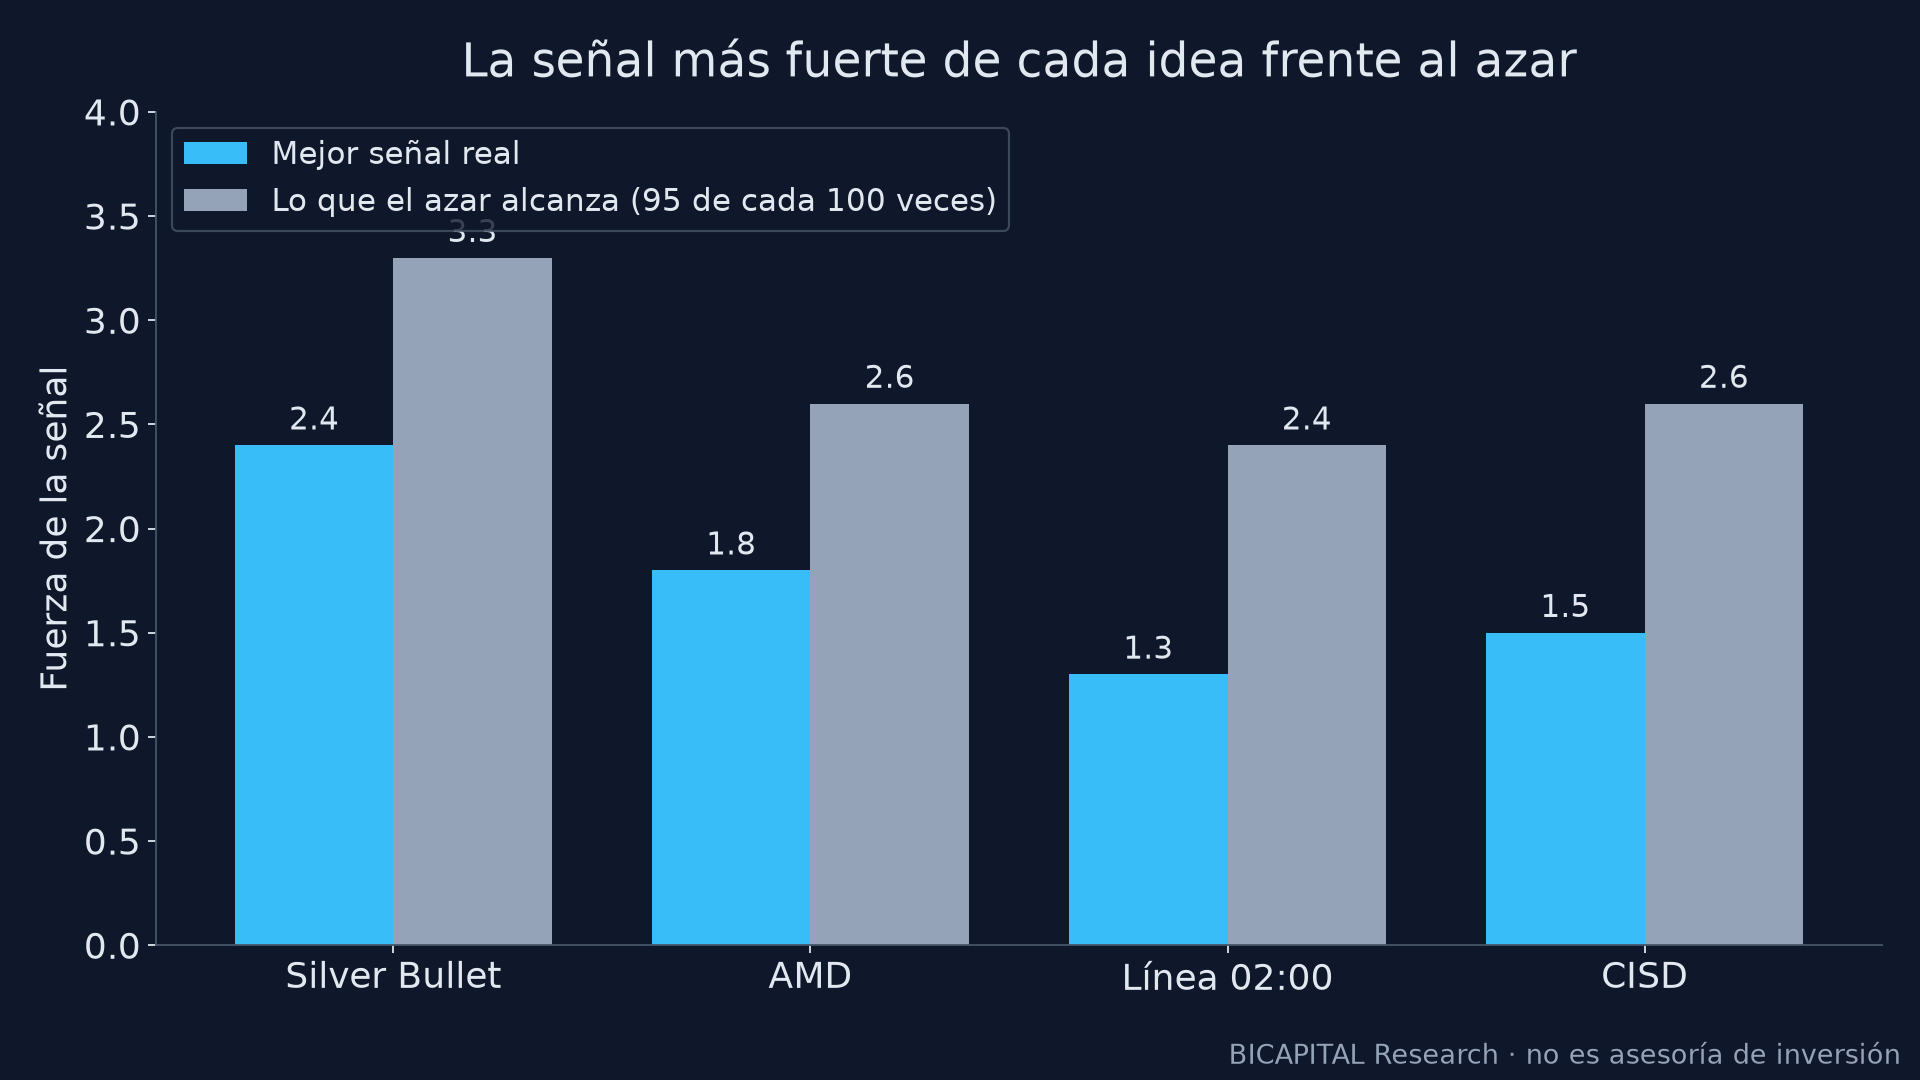 La señal más fuerte de cada idea frente al azar
Mejor señal real
Lo que el azar alcanza (95 de cada 100 veces)
Fuerza de la señal
4.0
3.5
3.0
2.5
2.0
1.5
1.0
0.5
0.0
2.4
3.3
1.8
2.6
1.3
2.4
1.5
2.6
Silver Bullet
AMD
Línea 02:00
CISD
BICAPITAL Research · no es asesoría de inversión